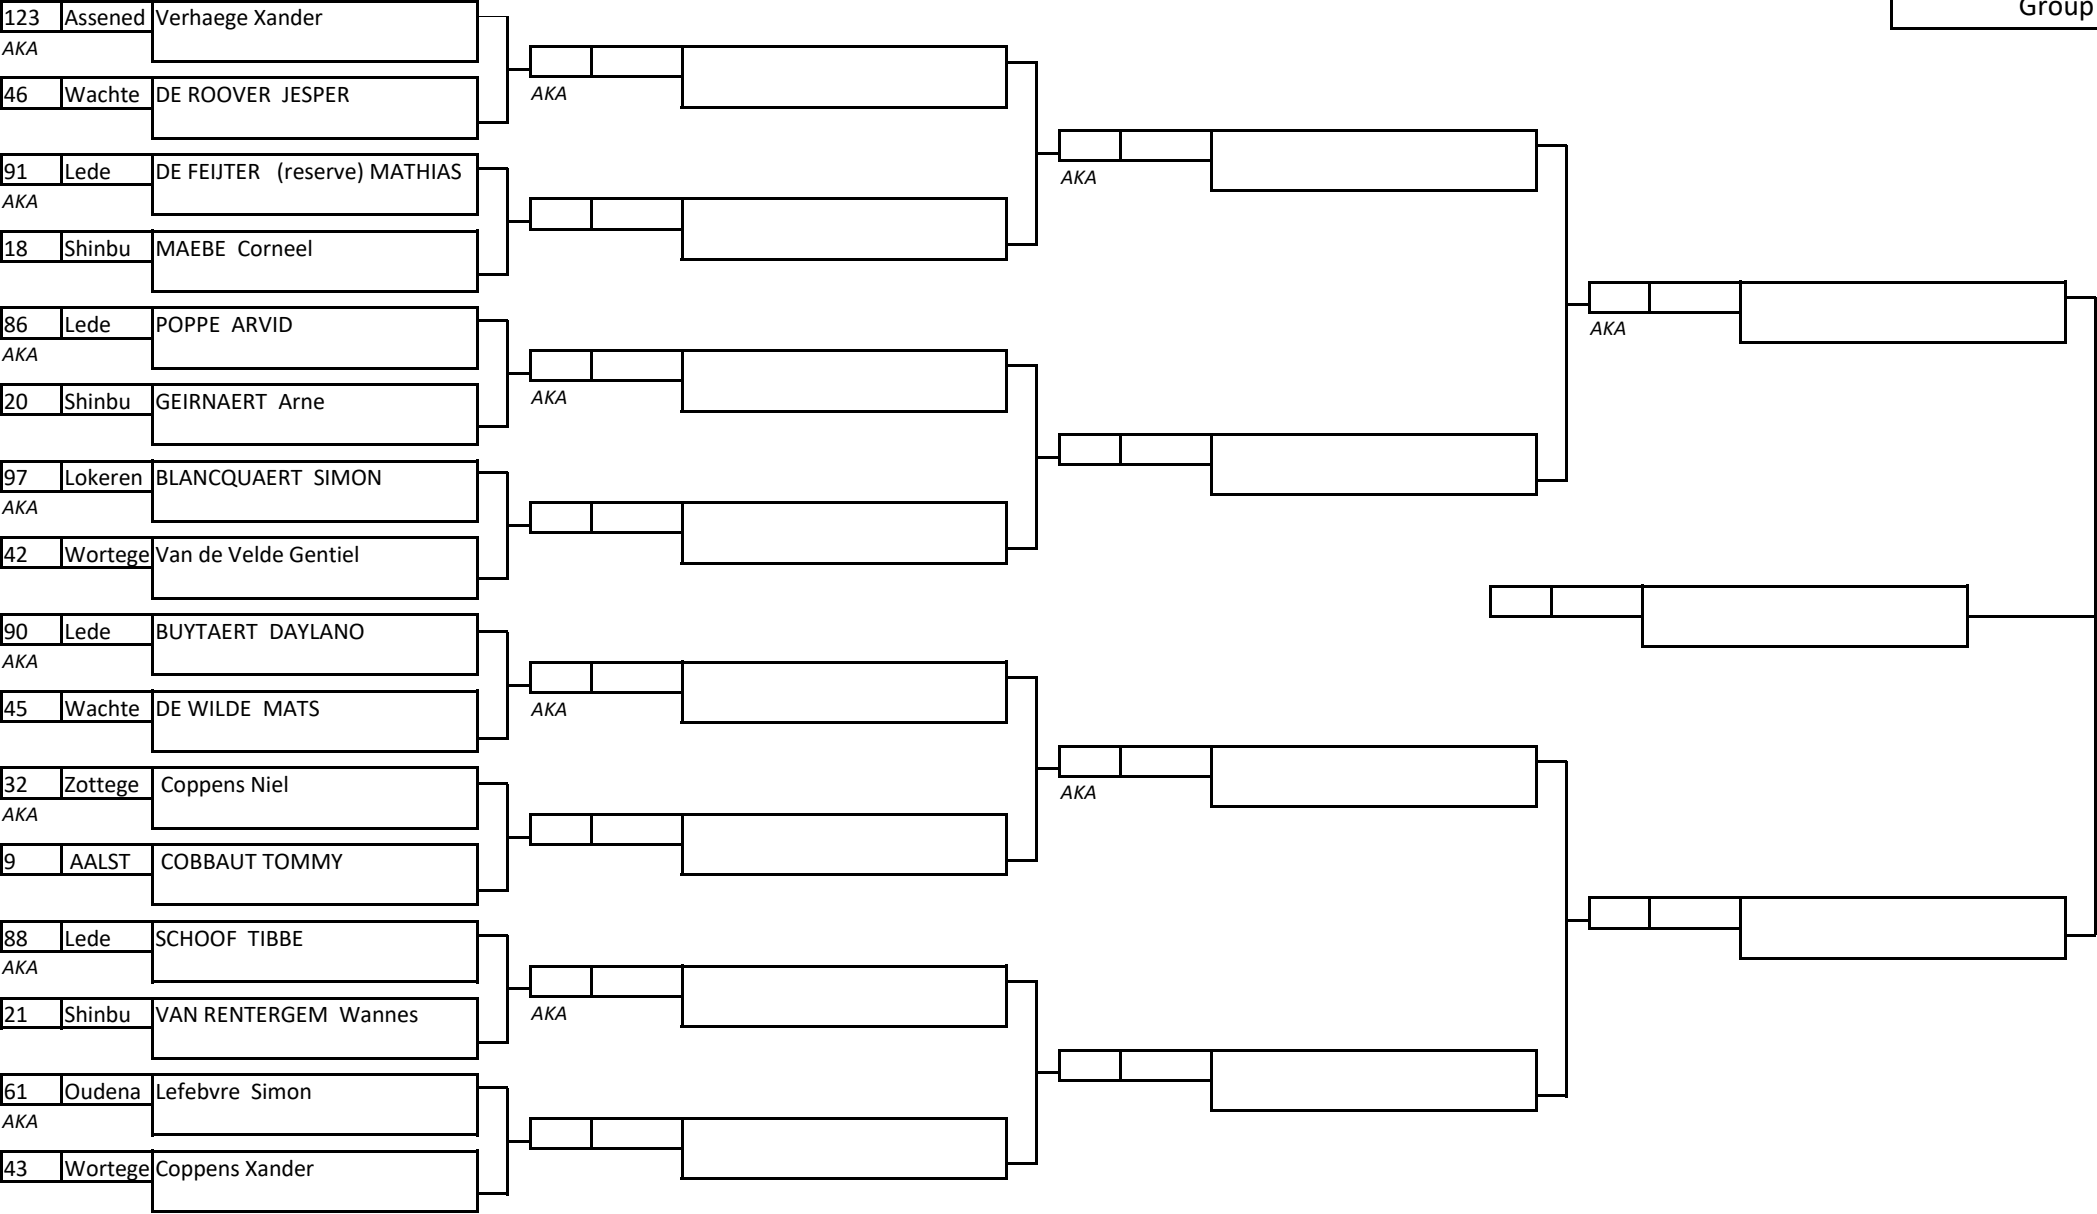 Group
123 Assened Verhaege Xander
AKA
AKA
46 Wachte DE ROOVER JESPER
91 Lede DE FEIJTER (reserve) MATHIAS
AKA
AKA
18 Shinbu MAEBE Corneel
86 Lede POPPE ARVID
AKA
AKA
20 Shinbu GEIRNAERT Arne
AKA
97 Lokeren BLANCQUAERT SIMON
AKA
42 Wortege Van de Velde Gentiel
90 Lede BUYTAERT DAYLANO
AKA
45 Wachte DE WILDE MATS
AKA
32 Zottege Coppens Niel
AKA
AKA
9 AALST COBBAUT TOMMY
88 Lede SCHOOF TIBBE
AKA
21 Shinbu VAN RENTERGEM Wannes
AKA
61 Oudena Lefebvre Simon
AKA
43 Wortege Coppens Xander